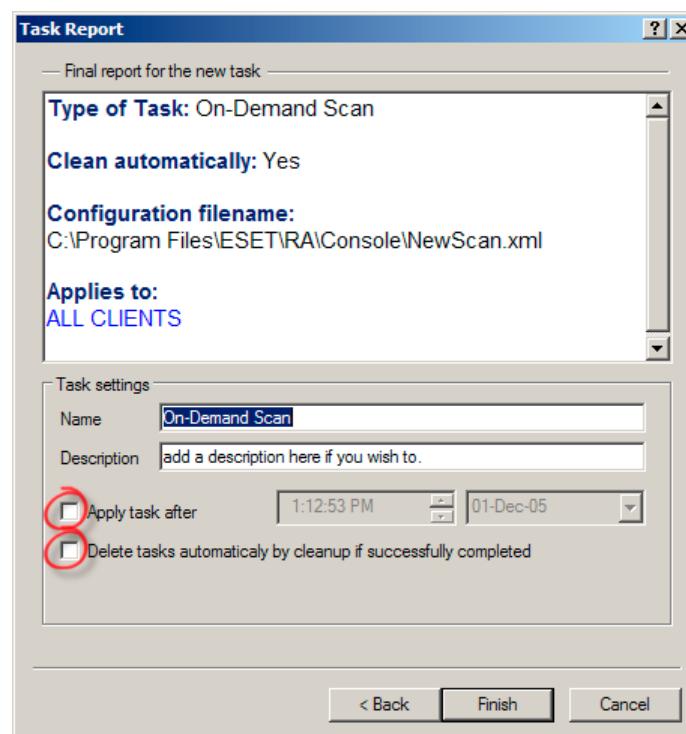 Task Report
Final report for the new task
Type of Task: On-Demand Scan
Clean automatically: Yes
Configuration filename:
C:\Program Files\ESET\RA\Console\NewScan.xml
Applies to:
ALL CLIENTS
Task settings
Name On-Demand Scan
Description add a description here if you wish to.
Apply task after 1:12:53 PM 01-Dec-05
Delete tasks automaticaly by cleanup if successfully completed
< Back Finish Cancel